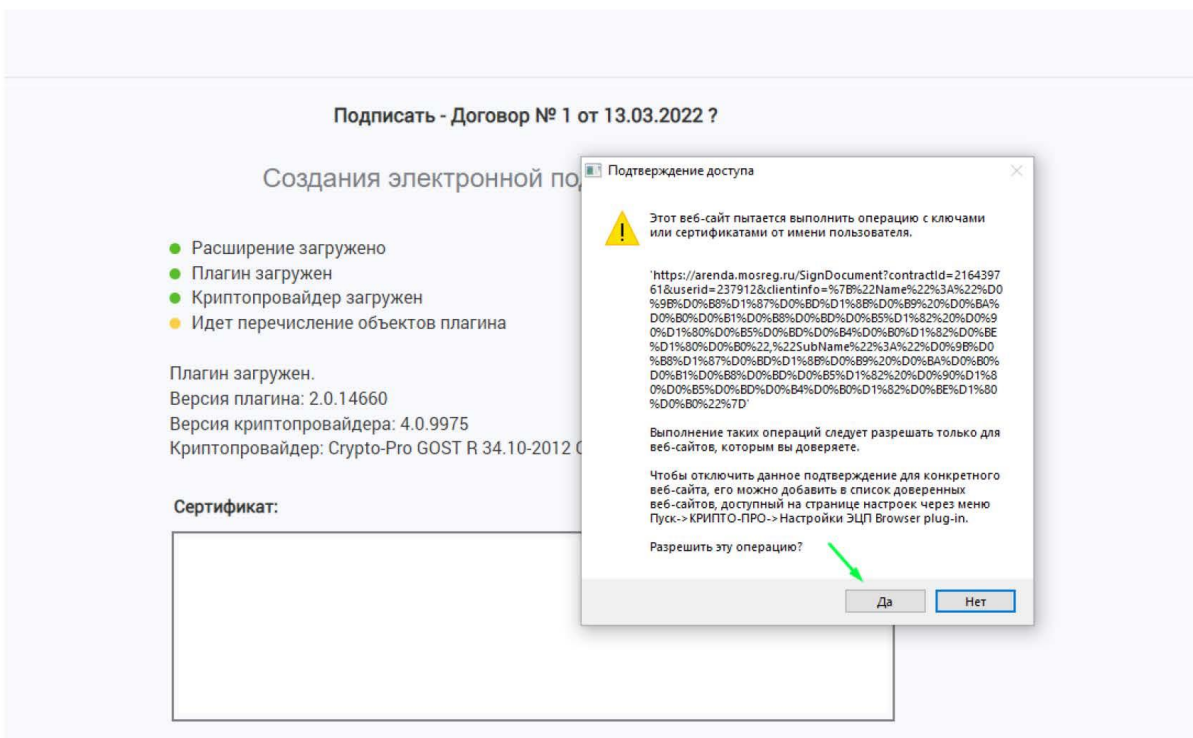 Подписать - Договор № 1 от 13.03.2022 ?
Создания электронной по
Расширение загружено
Плагин загружен
Криптопровайдер загружен
Идет перечисление объектов плагина
Плагин загружен.
Версия плагина: 2.0.14660
Версия криптопровайдера: 4.0.9975
Криптопровайдер: Crypto-Pro GOST R 34.10-2012
Сертификат:
Подтверждение доступа
Этот веб-сайт пытается выполнить операцию с ключами
или сертификатами от имени пользователя.
'https://arenda.mosreg.ru/SignDocument?contractId=2164397
61&userid=237912&clientinfo=%7B%22Name%22%3A%22%D0
%9B%D0%B8%D1%87%D0%BD%D1%8B%D0%B9%20%D0%BA%
D0%B0%D0%B1%D0%B8%D0%BD%D0%B5%D1%82%20%D0%9
0%D1%80%D0%B5%D0%BD%D0%B4%D0%B0%D1%82%D0%BE
%D1%80%D0%B0%22,%22SubName%22%3A%22%D0%9B%D0
%B8%D1%87%D0%BD%D1%8B%D0%B9%20%D0%BA%D0%B0%
D0%B1%D0%B8%D0%BD%D0%B5%D1%82%20%D0%90%D1%8
0%D0%B5%D0%BD%D0%B4%D0%B0%D1%82%D0%BE%D1%80
%D0%B0%22%7D'
Выполнение таких операций следует разрешать только для
веб-сайтов, которым вы доверяете.
Чтобы отключить данное подтверждение для конкретного
веб-сайта, его можно добавить в список доверенных
веб-сайтов, доступный на странице настроек через меню
Пуск->КРИПТО-ПРО->Настройки ЭЦП Browser plug-in.
Разрешить эту операцию?
Да
Нет